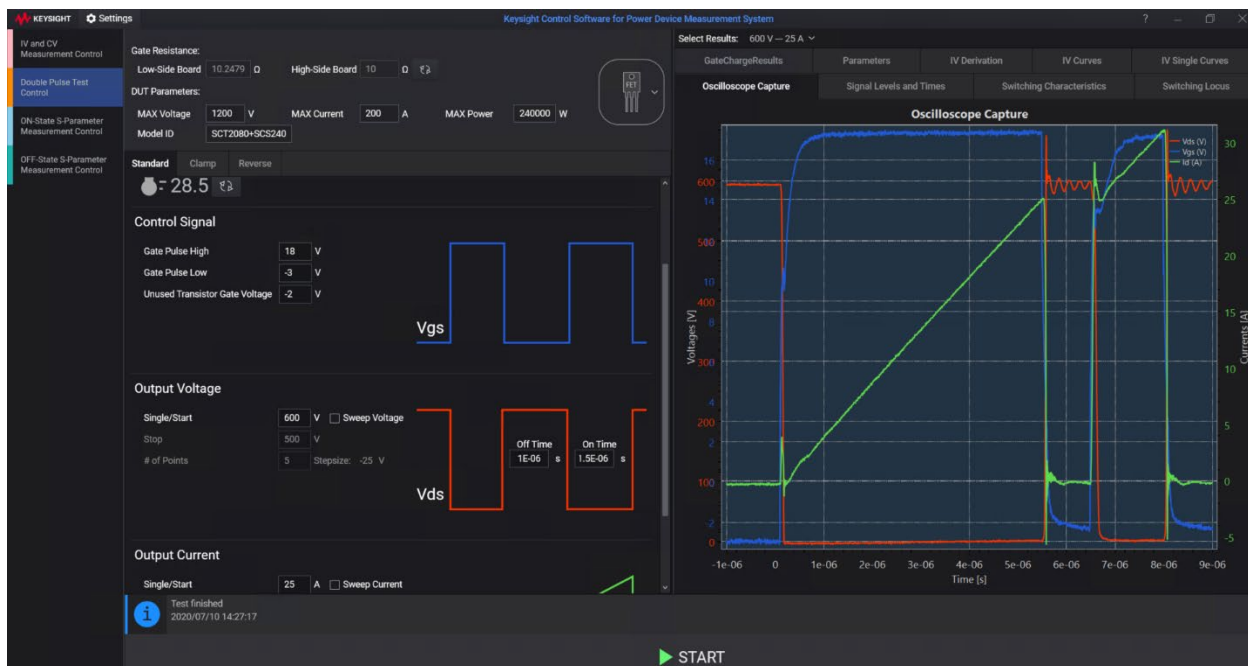 KEYSIGHT Settings
Keysight Control Software for Power Device Measurement System
?
IV and CV
Measurement Control
Double Pulse Test
Control
ON-State S-Parameter
Measurement Control
OFF-State S-Parameter
Measurement Control
Gate Resistance:
Low-Side Board 10.2479 Ω High-Side Board 10 Ω
DUT Parameters:
MAX Voltage 1200 V MAX Current 200 A MAX Power 240000 W
Model ID SCT2080+SCS240
FET
Standard Clamp Reverse
28.5
Control Signal
Gate Pulse High 18 V
Gate Pulse Low -3 V
Unused Transistor Gate Voltage -2 V
Vgs
Output Voltage
Single/Start 600 V Sweep Voltage
Stop 500 V
# of Points 5 Stepsize: -25 V
Off Time On Time
1E-06 s 1.5E-06 s
Vds
Output Current
Single/Start 25 A Sweep Current
Select Results: 600 V — 25 A
GateChargeResults Parameters IV Derivation IV Curves IV Single Curves
Oscilloscope Capture Signal Levels and Times Switching Characteristics Switching Locus
Oscilloscope Capture
Vds (V)
Vgs (V)
Id (A)
Voltages [V]
600
500
400
300
200
100
0
16
14
10
8
4
2
-2
Currents [A]
30
25
20
15
10
5
0
-5
-1e-06 0 1e-06 2e-06 3e-06 4e-06 5e-06 6e-06 7e-06 8e-06 9e-06
Time [s]
i
Test finished
2020/07/10 14:27:17
START